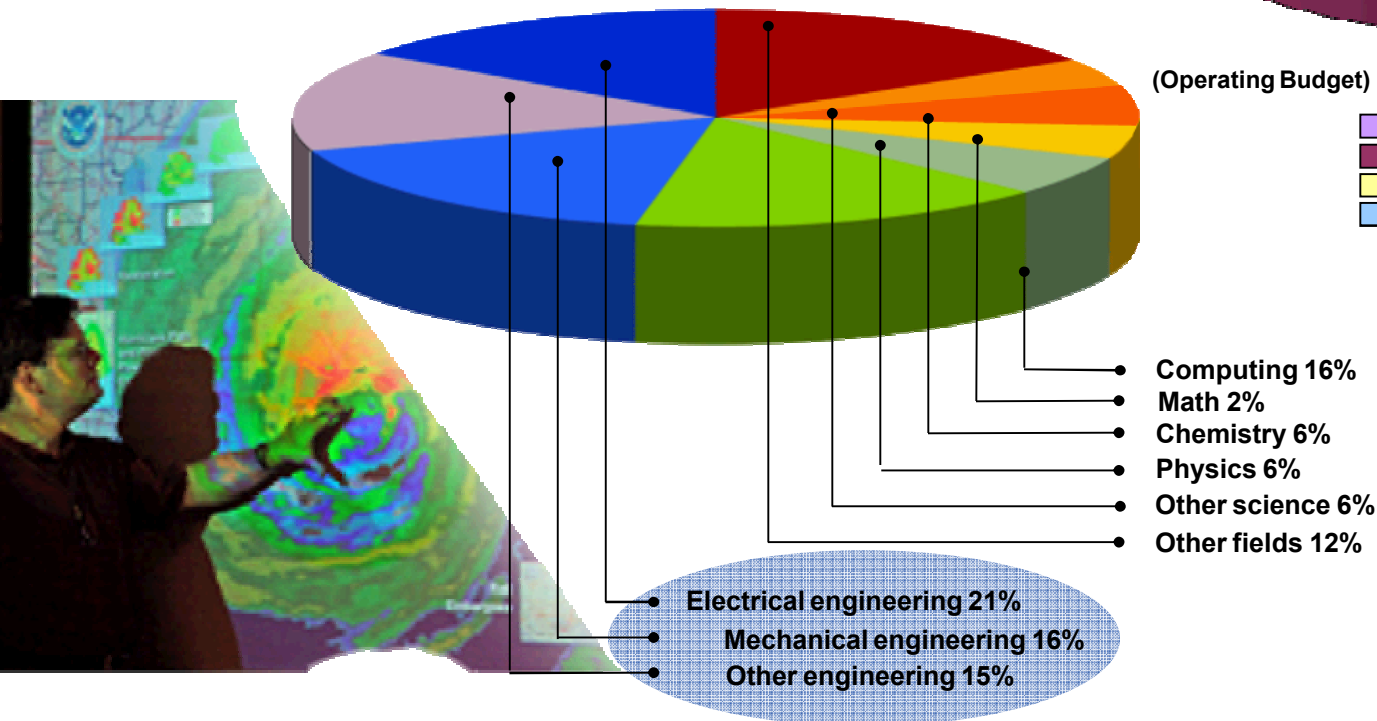 (Operating Budget)
Computing 16%
Math 2%
Chemistry 6%
Physics 6%
Other science 6%
Other fields 12%
Electrical engineering 21%
Mechanical engineering 16%
Other engineering 15%